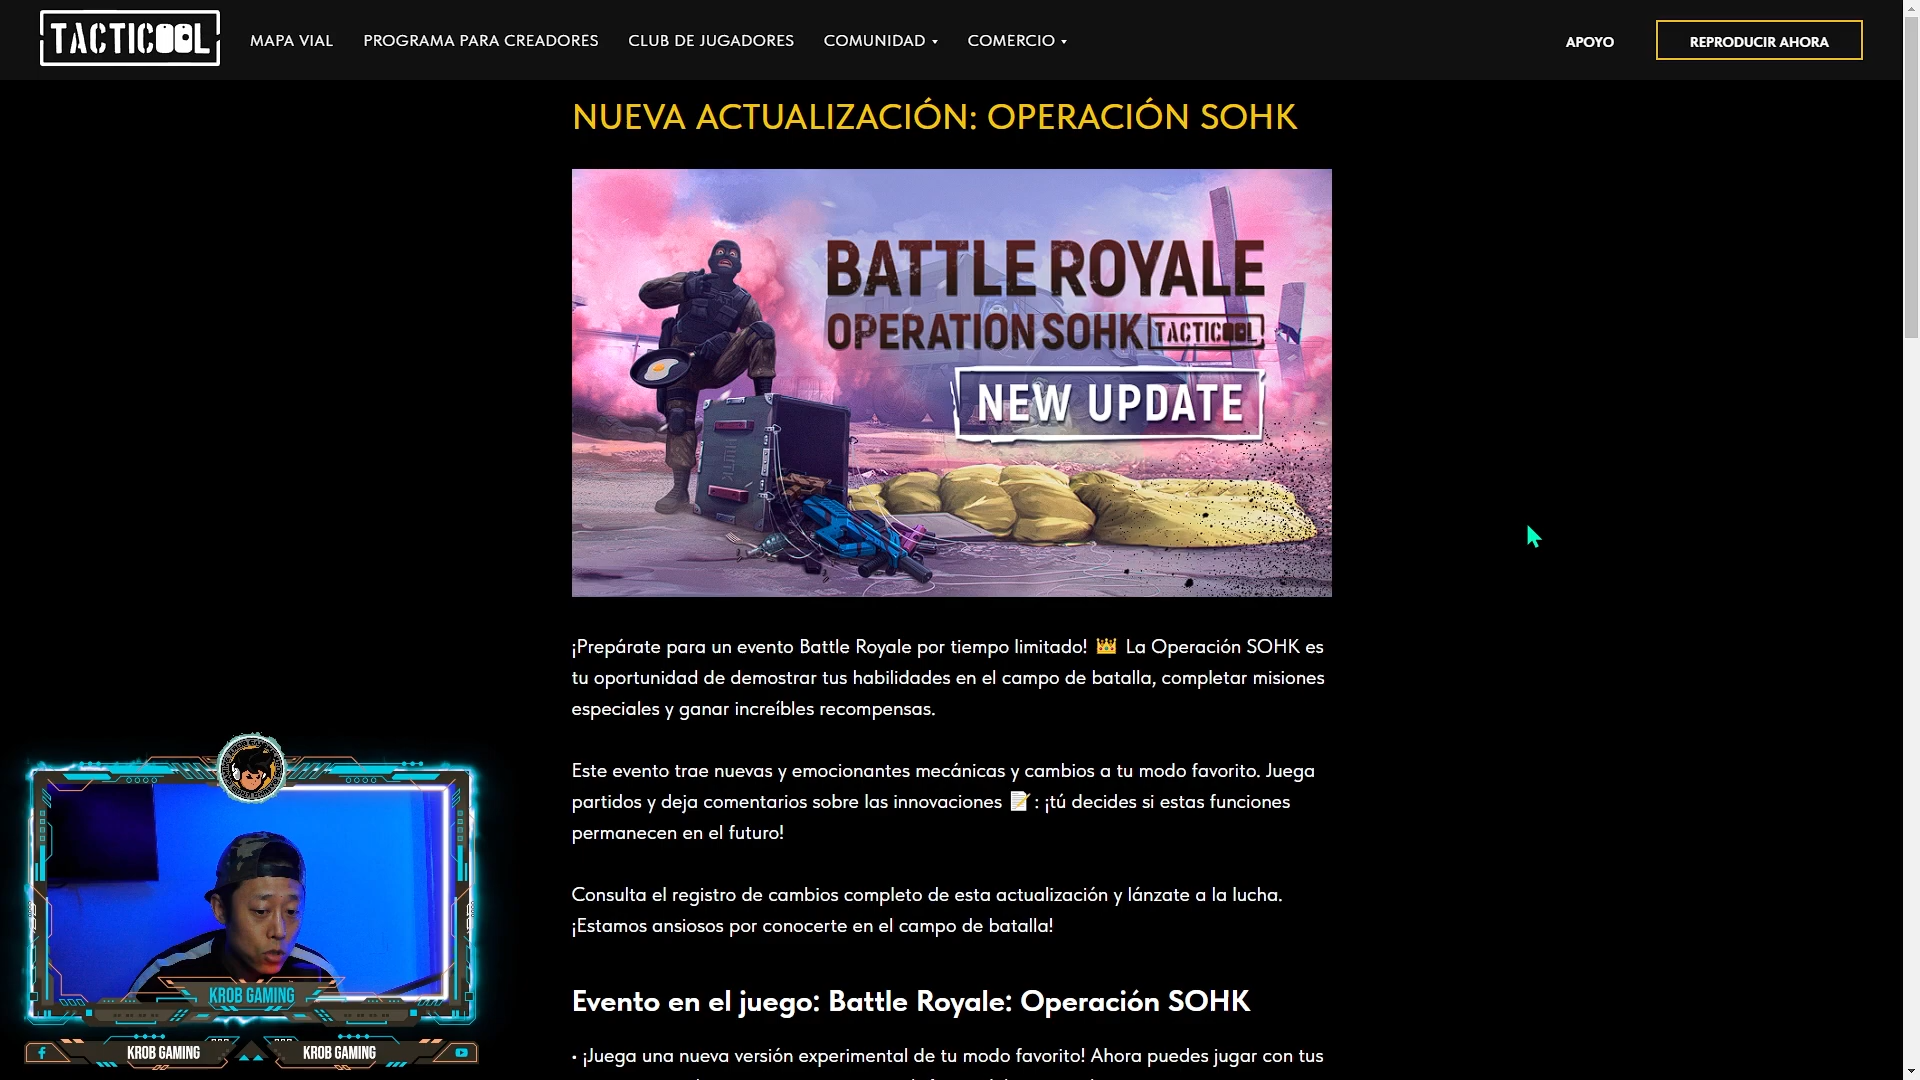 TACTICOOL
MAPA VIAL
PROGRAMA PARA CREADORES
CLUB DE JUGADORES
COMUNIDAD
COMERCIO
APOYO
REPRODUCIR AHORA
NUEVA ACTUALIZACIÓN: OPERACIÓN SOHK
BATTLE ROYALE
OPERATION SOHK TACTICOOL
NEW UPDATE
¡Prepárate para un evento Battle Royale por tiempo limitado! 👑 La Operación SOHK es
tu oportunidad de demostrar tus habilidades en el campo de batalla, completar misiones
especiales y ganar increíbles recompensas.
Este evento trae nuevas y emocionantes mecánicas y cambios a tu modo favorito. Juega
partidos y deja comentarios sobre las innovaciones 📝 : ¡tú decides si estas funciones
permanecen en el futuro!
Consulta el registro de cambios completo de esta actualización y lánzate a la lucha.
¡Estamos ansiosos por conocerte en el campo de batalla!
Evento en el juego: Battle Royale: Operación SOHK
• ¡Juega una nueva versión experimental de tu modo favorito! Ahora puedes jugar con tus
KROB GAMING
KROB GAMING
KROB GAMING